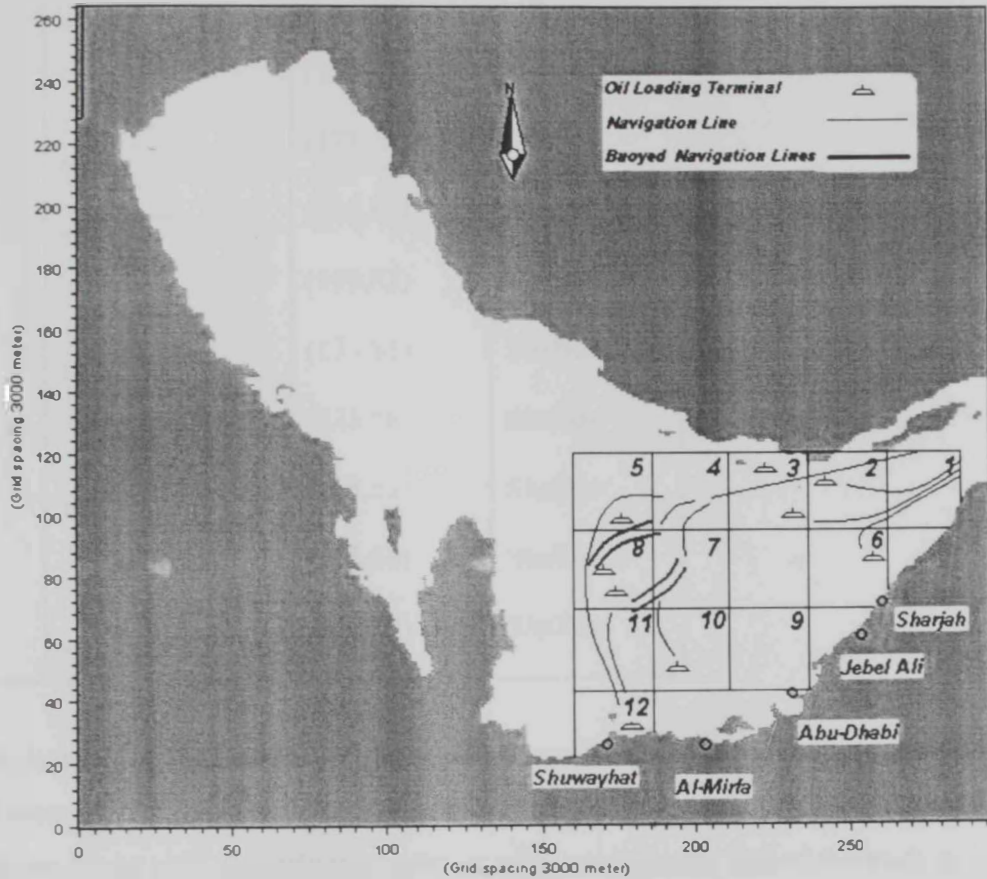 260
240
220
200
180
160
140
120
100
80
60
40
20
0
(Grid spacing 3000 meter)
N
Oil Loading Terminal
Navigation Line
Buoyed Navigation Lines
5 4 3 2 1
8 7 6
11 10 9
12
Sharjah
Jebel Ali
Abu-Dhabi
Shuwayhat
Al-Mirfa
0 50 100 150 200 250
(Grid spacing 3000 meter)